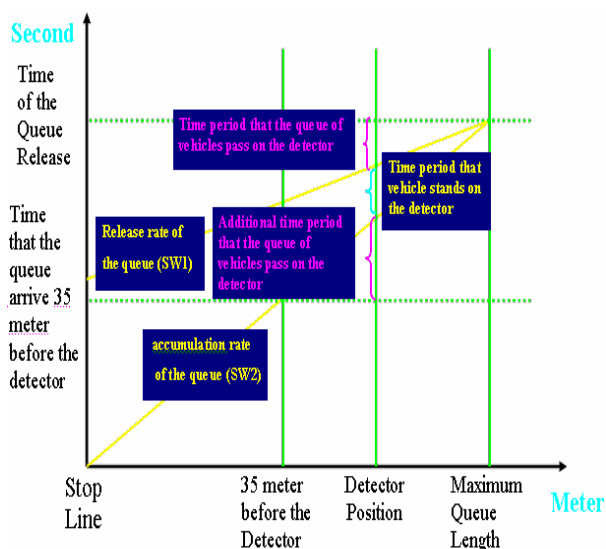 Second
Time
of the
Queue
Release
Time
that the
queue
arrive 35
meter
before the
detector
Time period that the queue of
vehicles pass on the detector
Time period that
vehicle stands on
the detector
Release rate of
the queue (SW1)
Additional time period
that the queue of
vehicles pass on the
detector
accumulation rate
of the queue (SW2)
Stop
Line
35 meter
before the
Detector
Detector
Position
Maximum
Queue
Length
Meter